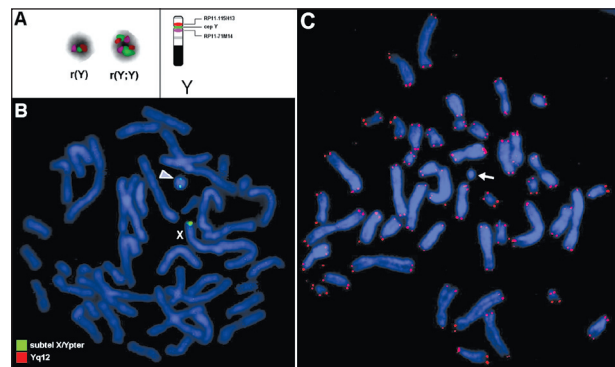 A
r(Y)
r(Y;Y)
RP11-115H13
cep Y
RP11-71M14
Y
B
X
subtel X/Ypter
Yq12
C